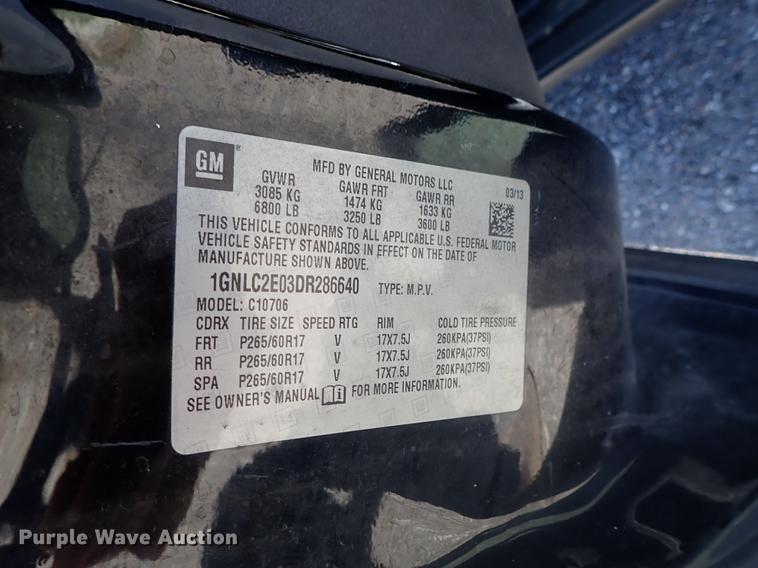 GM
MFD BY GENERAL MOTORS LLC
03/13
GVWR GAWR FRT GAWR RR
3085 KG 1474 KG 1633 KG
6800 LB 3250 LB 3600 LB
THIS VEHICLE CONFORMS TO ALL APPLICABLE U.S. FEDERAL MOTOR
VEHICLE SAFETY STANDARDS IN EFFECT ON THE DATE OF
MANUFACTURE SHOWN ABOVE.
1GNLC2E03DR286640 TYPE: M.P.V.
MODEL: C10706
CDRX TIRE SIZE SPEED RTG RIM COLD TIRE PRESSURE
FRT P265/60R17 V 17X7.5J 260KPA(37PSI)
RR P265/60R17 V 17X7.5J 260KPA(37PSI)
SPA P265/60R17 V 17X7.5J 260KPA(37PSI)
SEE OWNER'S MANUAL FOR MORE INFORMATION.
Purple Wave Auction